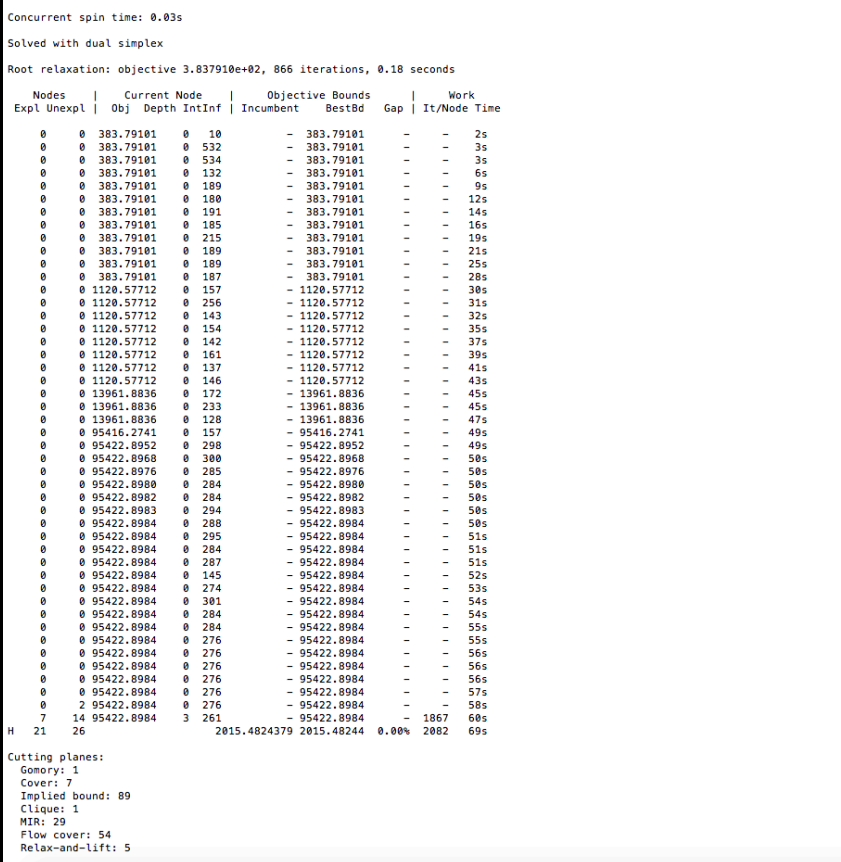 Concurrent spin time: 0.03s
Solved with dual simplex
Root relaxation: objective 3.837910e+02, 866 iterations, 0.18 seconds
Nodes | Current Node | Objective Bounds | Work
Expl Unexpl | Obj Depth IntInf | Incumbent BestBd Gap | It/Node Time
0 0 383.79101 0 10 - 383.79101 - - 2s
0 0 383.79101 0 532 - 383.79101 - - 3s
0 0 383.79101 0 534 - 383.79101 - - 3s
0 0 383.79101 0 132 - 383.79101 - - 6s
0 0 383.79101 0 189 - 383.79101 - - 9s
0 0 383.79101 0 180 - 383.79101 - - 12s
0 0 383.79101 0 191 - 383.79101 - - 14s
0 0 383.79101 0 185 - 383.79101 - - 16s
0 0 383.79101 0 215 - 383.79101 - - 19s
0 0 383.79101 0 189 - 383.79101 - - 21s
0 0 383.79101 0 189 - 383.79101 - - 25s
0 0 383.79101 0 187 - 383.79101 - - 28s
0 0 1120.57712 0 157 - 1120.57712 - - 30s
0 0 1120.57712 0 256 - 1120.57712 - - 31s
0 0 1120.57712 0 143 - 1120.57712 - - 32s
0 0 1120.57712 0 154 - 1120.57712 - - 35s
0 0 1120.57712 0 142 - 1120.57712 - - 37s
0 0 1120.57712 0 161 - 1120.57712 - - 39s
0 0 1120.57712 0 137 - 1120.57712 - - 41s
0 0 1120.57712 0 146 - 1120.57712 - - 43s
0 0 13961.8836 0 172 - 13961.8836 - - 45s
0 0 13961.8836 0 233 - 13961.8836 - - 45s
0 0 13961.8836 0 128 - 13961.8836 - - 47s
0 0 95416.2741 0 157 - 95416.2741 - - 49s
0 0 95422.8952 0 298 - 95422.8952 - - 49s
0 0 95422.8968 0 300 - 95422.8968 - - 50s
0 0 95422.8976 0 285 - 95422.8976 - - 50s
0 0 95422.8980 0 284 - 95422.8980 - - 50s
0 0 95422.8982 0 284 - 95422.8982 - - 50s
0 0 95422.8983 0 294 - 95422.8983 - - 50s
0 0 95422.8984 0 288 - 95422.8984 - - 50s
0 0 95422.8984 0 295 - 95422.8984 - - 51s
0 0 95422.8984 0 284 - 95422.8984 - - 51s
0 0 95422.8984 0 287 - 95422.8984 - - 51s
0 0 95422.8984 0 145 - 95422.8984 - - 52s
0 0 95422.8984 0 274 - 95422.8984 - - 53s
0 0 95422.8984 0 301 - 95422.8984 - - 54s
0 0 95422.8984 0 284 - 95422.8984 - - 54s
0 0 95422.8984 0 284 - 95422.8984 - - 55s
0 0 95422.8984 0 276 - 95422.8984 - - 55s
0 0 95422.8984 0 276 - 95422.8984 - - 56s
0 0 95422.8984 0 276 - 95422.8984 - - 56s
0 0 95422.8984 0 276 - 95422.8984 - - 56s
0 0 95422.8984 0 276 - 95422.8984 - - 57s
0 2 95422.8984 0 276 - 95422.8984 - - 58s
7 14 95422.8984 3 261 - 95422.8984 - 1867 60s
H 21 26 2015.4824379 2015.48244 0.00% 2082 69s
Cutting planes:
Gomory: 1
Cover: 7
Implied bound: 89
Clique: 1
MIR: 29
Flow cover: 54
Relax-and-lift: 5